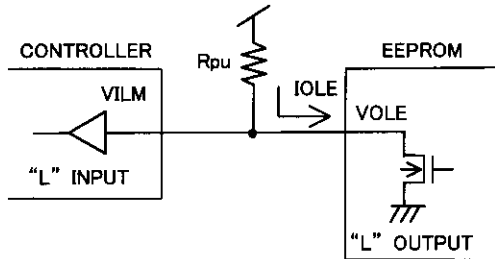 CONTROLLER
EEPROM
Rpu
IOLE
VILM
VOLE
“L” INPUT
“L” OUTPUT